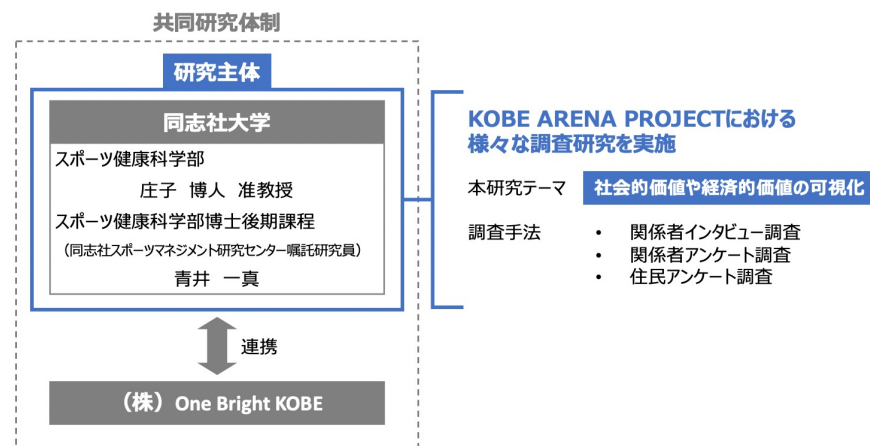 共同研究体制
研究主体
同志社大学
スポーツ健康科学部
庄子 博人 准教授
スポーツ健康科学部博士後期課程
（同志社スポーツマネジメント研究センター嘱託研究員）
青井 一真
連携
（株）One Bright KOBE
KOBE ARENA PROJECTにおける
様々な調査研究を実施
本研究テーマ 社会的価値や経済的価値の可視化
調査手法 • 関係者インタビュー調査
• 関係者アンケート調査
• 住民アンケート調査